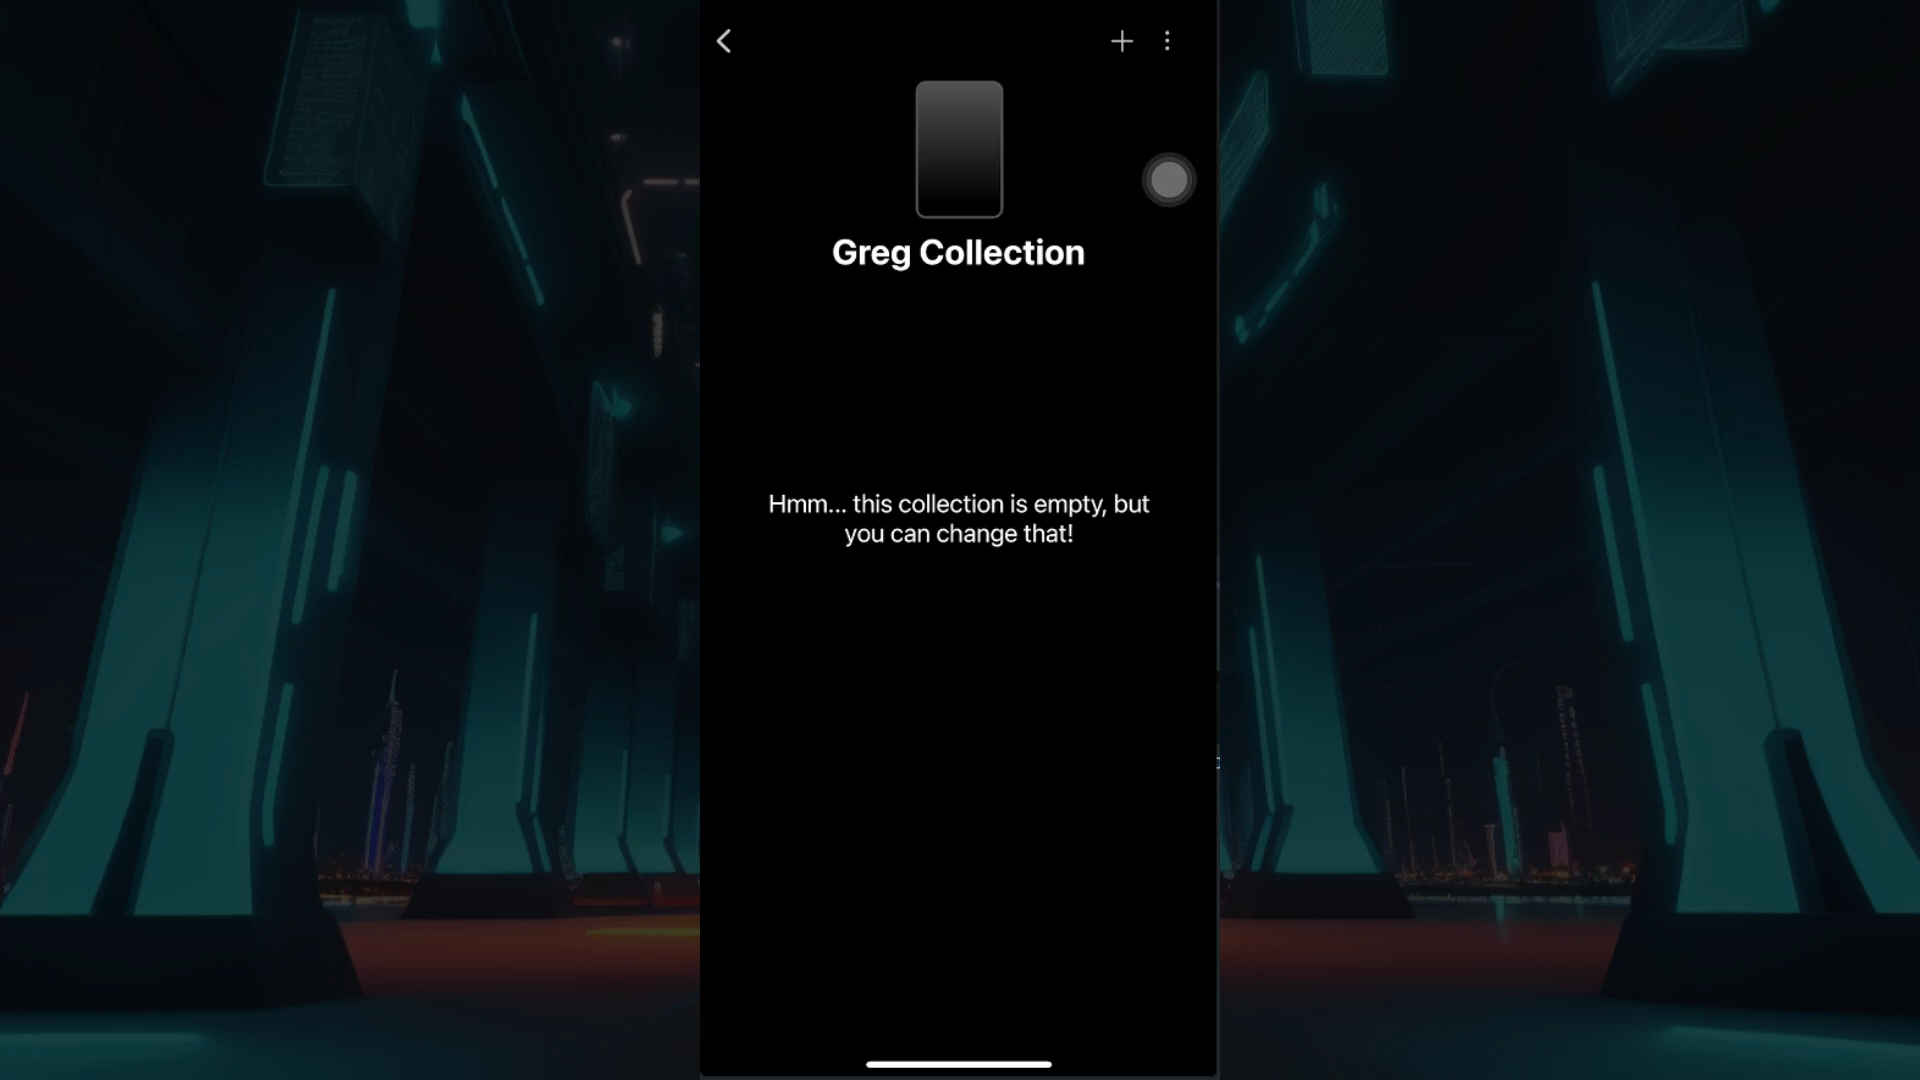 Greg Collection
Hmm... this collection is empty, but
you can change that!